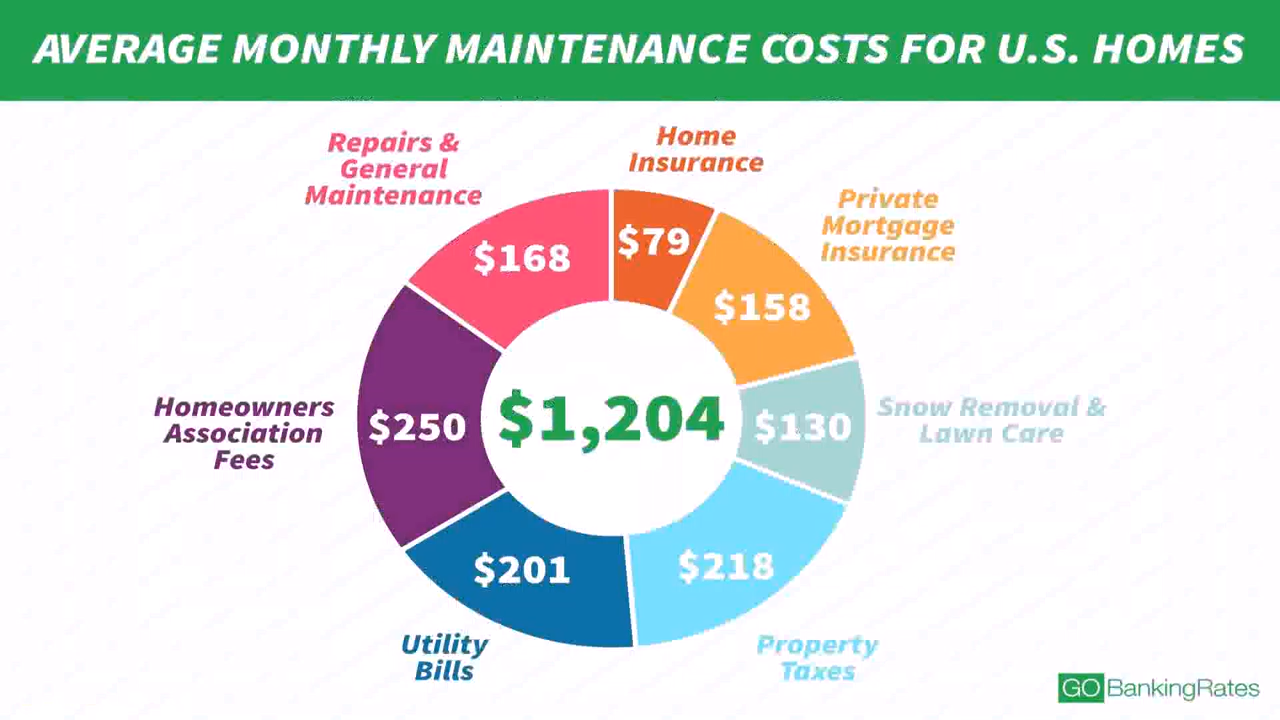 AVERAGE MONTHLY MAINTENANCE COSTS FOR U.S. HOMES
Repairs &
General
Maintenance
$168
Home
Insurance
$79
Private
Mortgage
Insurance
$158
Snow Removal &
Lawn Care
$130
Property
Taxes
$218
Utility
Bills
$201
Homeowners
Association
Fees
$250
$1,204
GOBankingRates